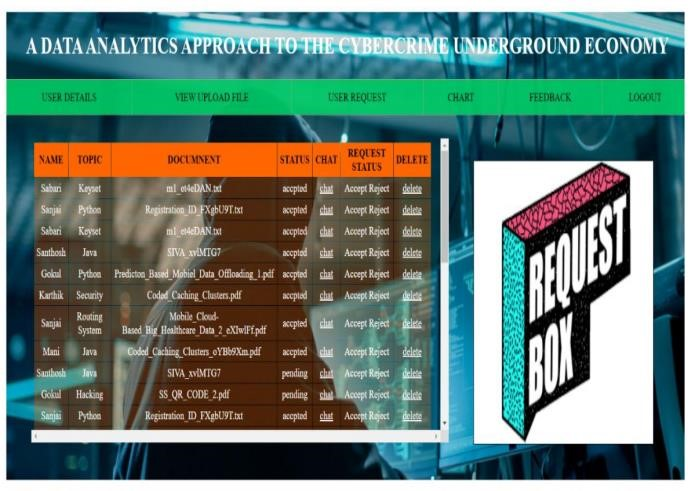 A DATA ANALYTICS APPROACH TO THE CYBERCRIME UNDERGROUND ECONOMY
USER DETAILS VIEW UPLOAD FILE USER REQUEST CHART FEEDBACK LOGOUT
NAME TOPIC DOCUMNENT STATUS CHAT REQUEST STATUS DELETE
Sabari Keyset m1_et4eDAN.txt accpted chat Accept Reject delete
Sanjai Python Registration_ID_FXgbU9T.txt accpted chat Accept Reject delete
Sabari Keyset m1_et4eDAN.txt accpted chat Accept Reject delete
Santhosh Java SIVA_xvlMTG7 accpted chat Accept Reject delete
Gokul Python Predicton_Based_Mobiel_Data_Offloading_1.pdf accpted chat Accept Reject delete
Karthik Security Coded_Caching_Clusters.pdf accpted chat Accept Reject delete
Sanjai Routing System Mobile_Cloud-Based_Big_Healthcare_Data_2_eXIwlFf.pdf accpted chat Accept Reject delete
Mani Java Coded_Caching_Clusters_oYBb9Xm.pdf accpted chat Accept Reject delete
Santhosh Java SIVA_xvlMTG7 pending chat Accept Reject delete
Gokul Hacking SS_QR_CODE_2.pdf pending chat Accept Reject delete
Sanjai Python Registration_ID_FXgbU9T.txt accpted chat Accept Reject delete
REQUEST
BOX